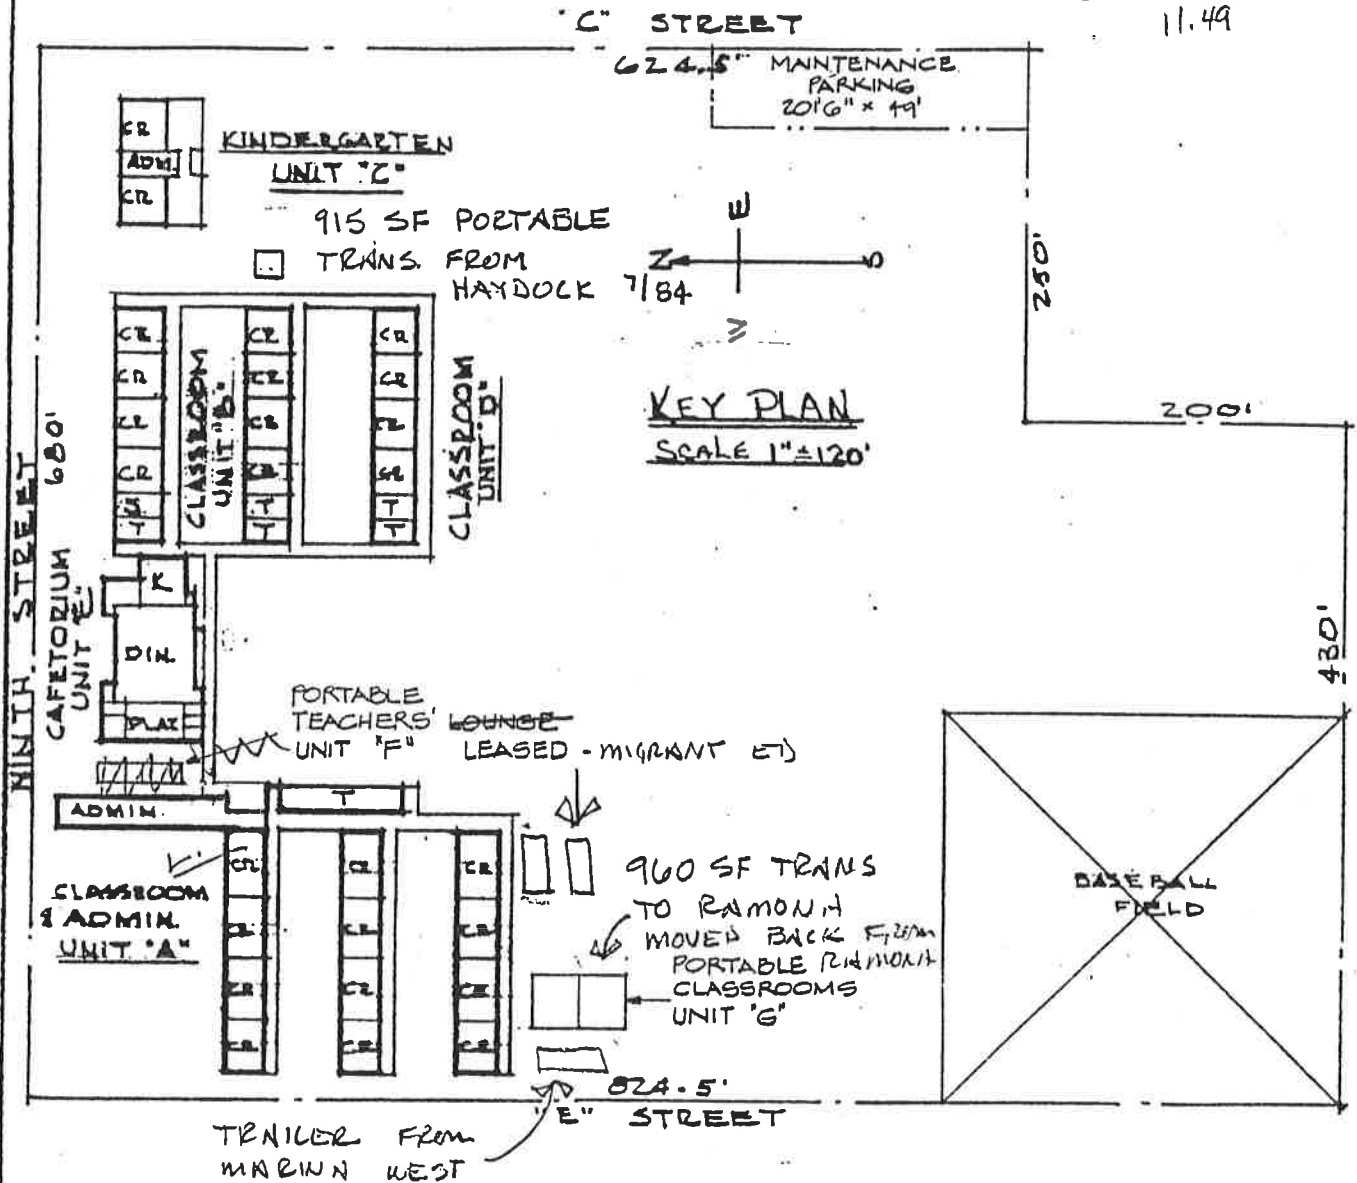 "C" STREET
11.49
624.5'
MAINTENANCE
PARKING
20'6" x 49'
CR
ADM.
CR
KINDERGARTEN
UNIT "C"
915 SF PORTABLE
TRANS. FROM
HAYDOCK 7/84
N
E
S
W
250'
KEY PLAN
SCALE 1"=120'
200'
430'
NINTH STREET
680'
CR
CR
CR
CR
S
T
CLASSROOM
UNIT "B"
CR
CR
CR
CR
T
T
CR
CR
CR
CR
T
T
CLASSROOM
UNIT "D"
CAFETORIUM
UNIT "E"
K
DIN.
PLAT
PORTABLE
TEACHERS' LOUNGE
UNIT "F"
LEASED - MIGRANT ED
ADMIN.
T
CLASSROOM
& ADMIN.
UNIT "A"
CR
CR
CR
CR
CR
CR
CR
CR
CR
CR
CR
CR
960 SF TRANS
TO RAMONA
MOVED BACK FROM
RAMONA
PORTABLE
CLASSROOMS
UNIT "G"
BASEBALL
FIELD
824.5'
"E" STREET
TRAILER FROM
MARINA WEST